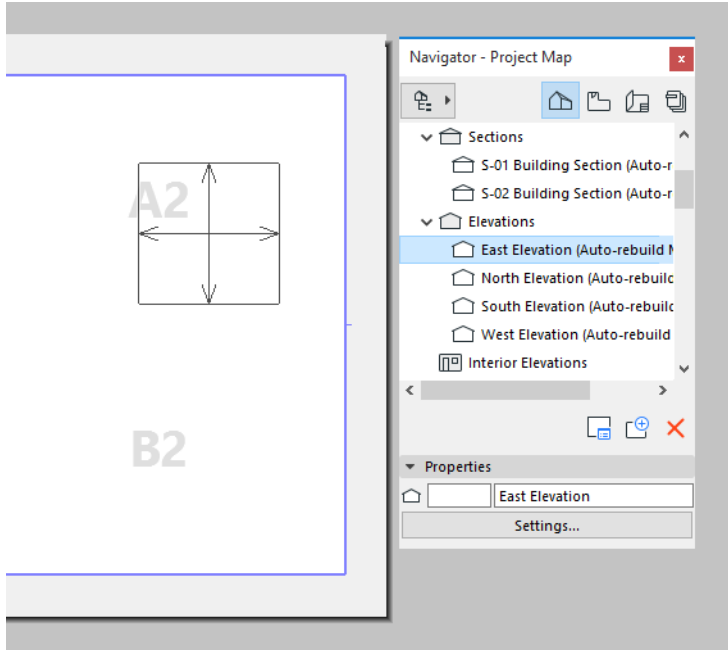 A2
B2
Navigator - Project Map
Sections
S-01 Building Section (Auto-r
S-02 Building Section (Auto-r
Elevations
East Elevation (Auto-rebuild M
North Elevation (Auto-rebuild
South Elevation (Auto-rebuild
West Elevation (Auto-rebuild
Interior Elevations
Properties
East Elevation
Settings...